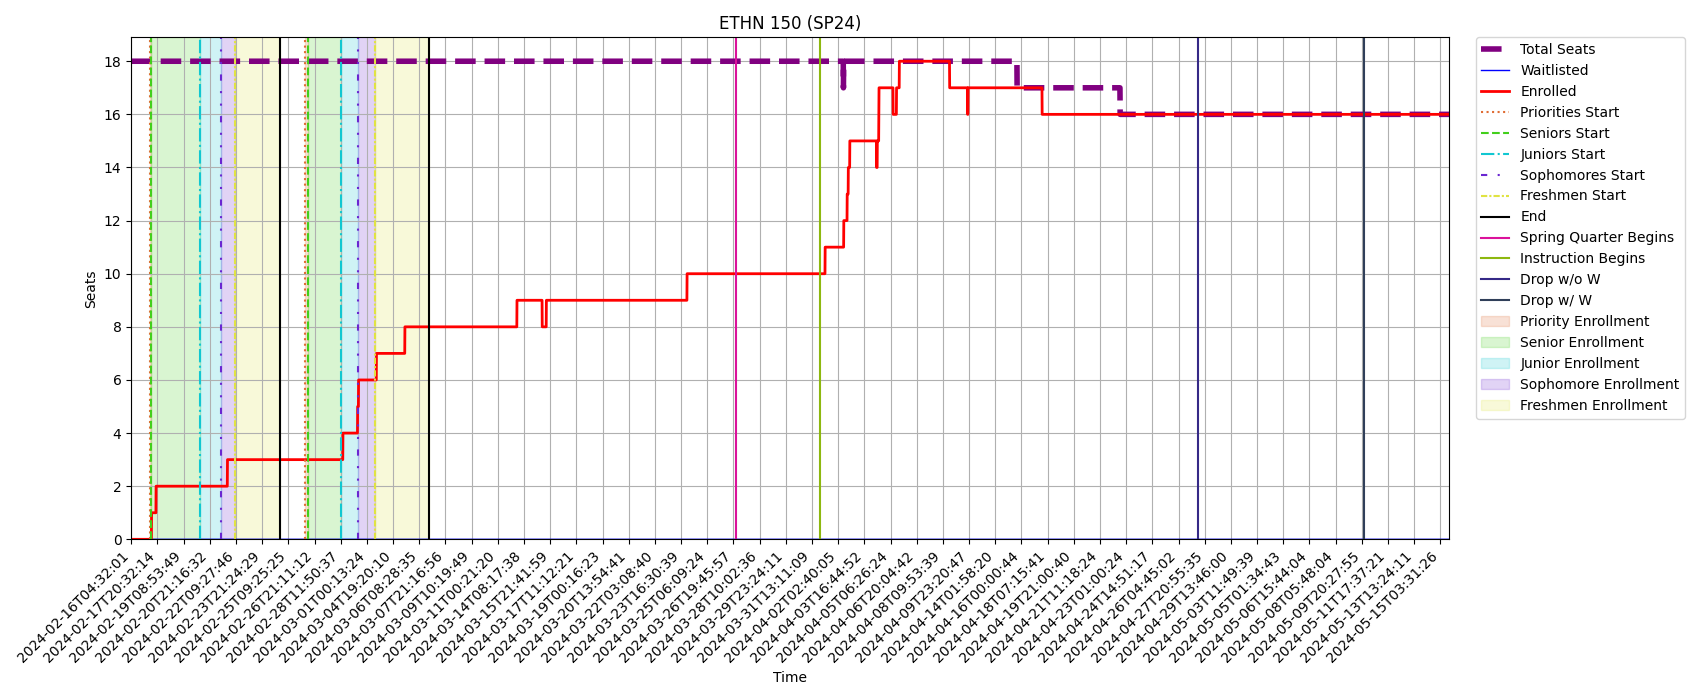 ETHN 150 (SP24)
Seats
18
16
14
12
10
8
6
4
2
0
2024-02-16T04:32:01
2024-02-17T20:32:14
2024-02-19T08:53:49
2024-02-20T21:16:32
2024-02-22T09:27:46
2024-02-23T21:24:29
2024-02-25T09:25:25
2024-02-26T21:11:12
2024-02-28T11:50:37
2024-03-01T00:13:24
2024-03-04T19:20:10
2024-03-06T08:28:35
2024-03-07T21:16:56
2024-03-09T10:19:49
2024-03-11T00:21:20
2024-03-14T08:17:38
2024-03-15T21:41:59
2024-03-17T11:12:21
2024-03-19T00:16:23
2024-03-20T13:54:41
2024-03-22T03:08:40
2024-03-23T16:30:39
2024-03-25T06:09:24
2024-03-26T19:45:57
2024-03-28T10:02:36
2024-03-29T23:24:11
2024-03-31T13:11:09
2024-04-02T02:40:05
2024-04-03T16:44:52
2024-04-05T06:26:24
2024-04-06T20:04:42
2024-04-08T09:53:39
2024-04-09T23:20:47
2024-04-14T01:58:20
2024-04-16T00:00:44
2024-04-18T07:15:41
2024-04-19T21:00:40
2024-04-21T11:18:24
2024-04-23T01:00:24
2024-04-24T14:51:17
2024-04-26T04:45:02
2024-04-27T20:55:35
2024-04-29T13:46:00
2024-05-03T11:49:39
2024-05-05T01:34:43
2024-05-06T15:44:04
2024-05-08T05:48:04
2024-05-09T20:27:55
2024-05-11T17:37:21
2024-05-13T13:24:11
2024-05-15T03:31:26
Time
Total Seats
Waitlisted
Enrolled
Priorities Start
Seniors Start
Juniors Start
Sophomores Start
Freshmen Start
End
Spring Quarter Begins
Instruction Begins
Drop w/o W
Drop w/ W
Priority Enrollment
Senior Enrollment
Junior Enrollment
Sophomore Enrollment
Freshmen Enrollment